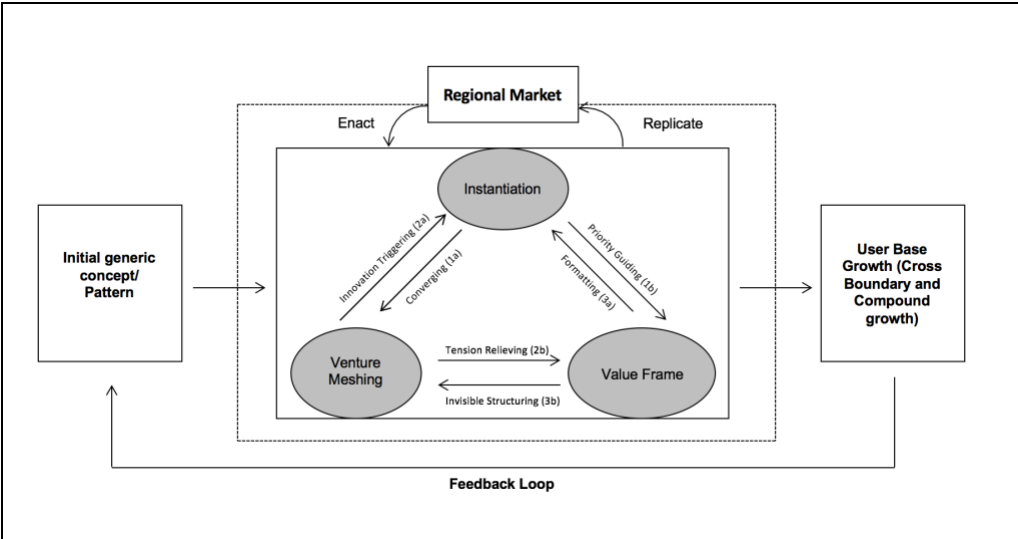 Regional Market
Enact
Replicate
Instantiation
Innovation Triggering (2a)
Converging (1a)
Priority Guiding (1b)
Formatting (3a)
Initial generic
concept/
Pattern
User Base
Growth (Cross
Boundary and
Compound
growth)
Venture
Meshing
Tension Relieving (2b)
Value Frame
Invisible Structuring (3b)
Feedback Loop